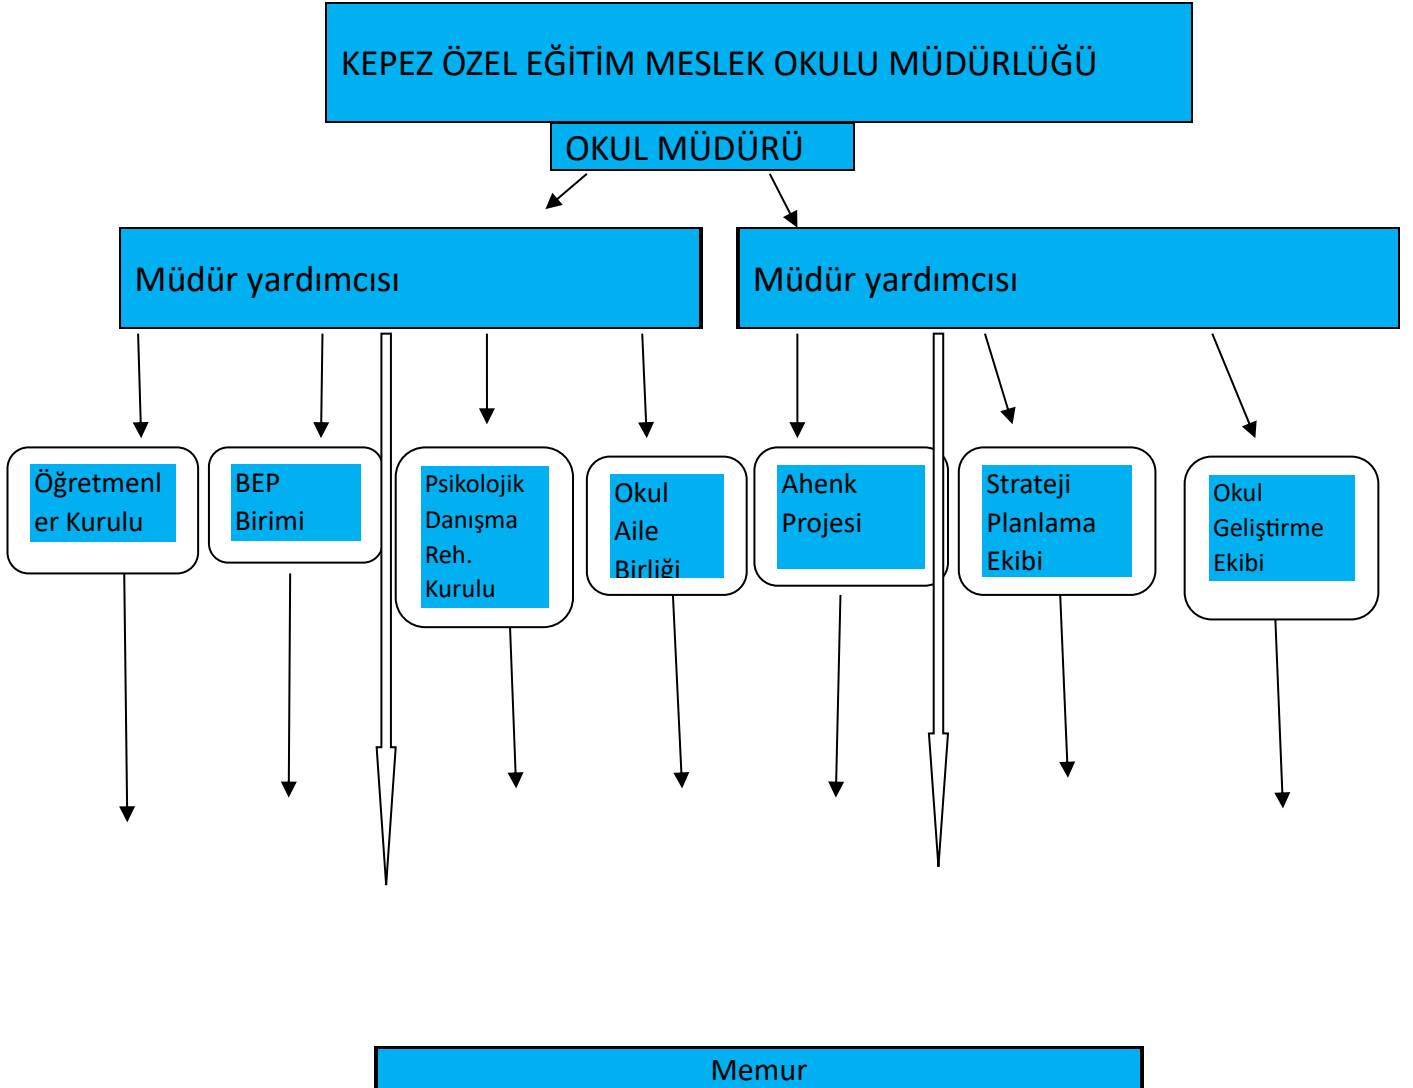 KEPEZ ÖZEL EĞİTİM MESLEK OKULU MÜDÜRLÜĞÜ
OKUL MÜDÜRÜ
Müdür yardımcısı
Müdür yardımcısı
Öğretmenl
er Kurulu
BEP
Birimi
Psikolojik
Danışma
Reh.
Kurulu
Okul
Aile
Birliği
Ahenk
Projesi
Strateji
Planlama
Ekibi
Okul
Geliştirme
Ekibi
Memur